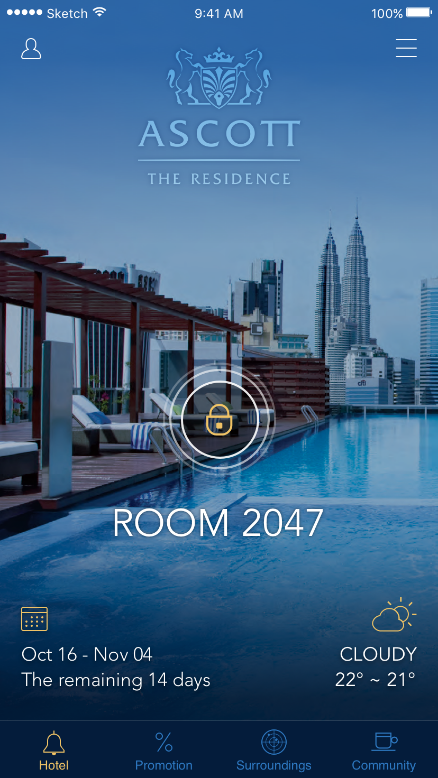 Sketch 9:41 AM 100%
ASCOTT
THE RESIDENCE
citi
ROOM 2047
Oct 16 - Nov 04
The remaining 14 days
CLOUDY
22° ~ 21°
Hotel
Promotion
Surroundings
Community